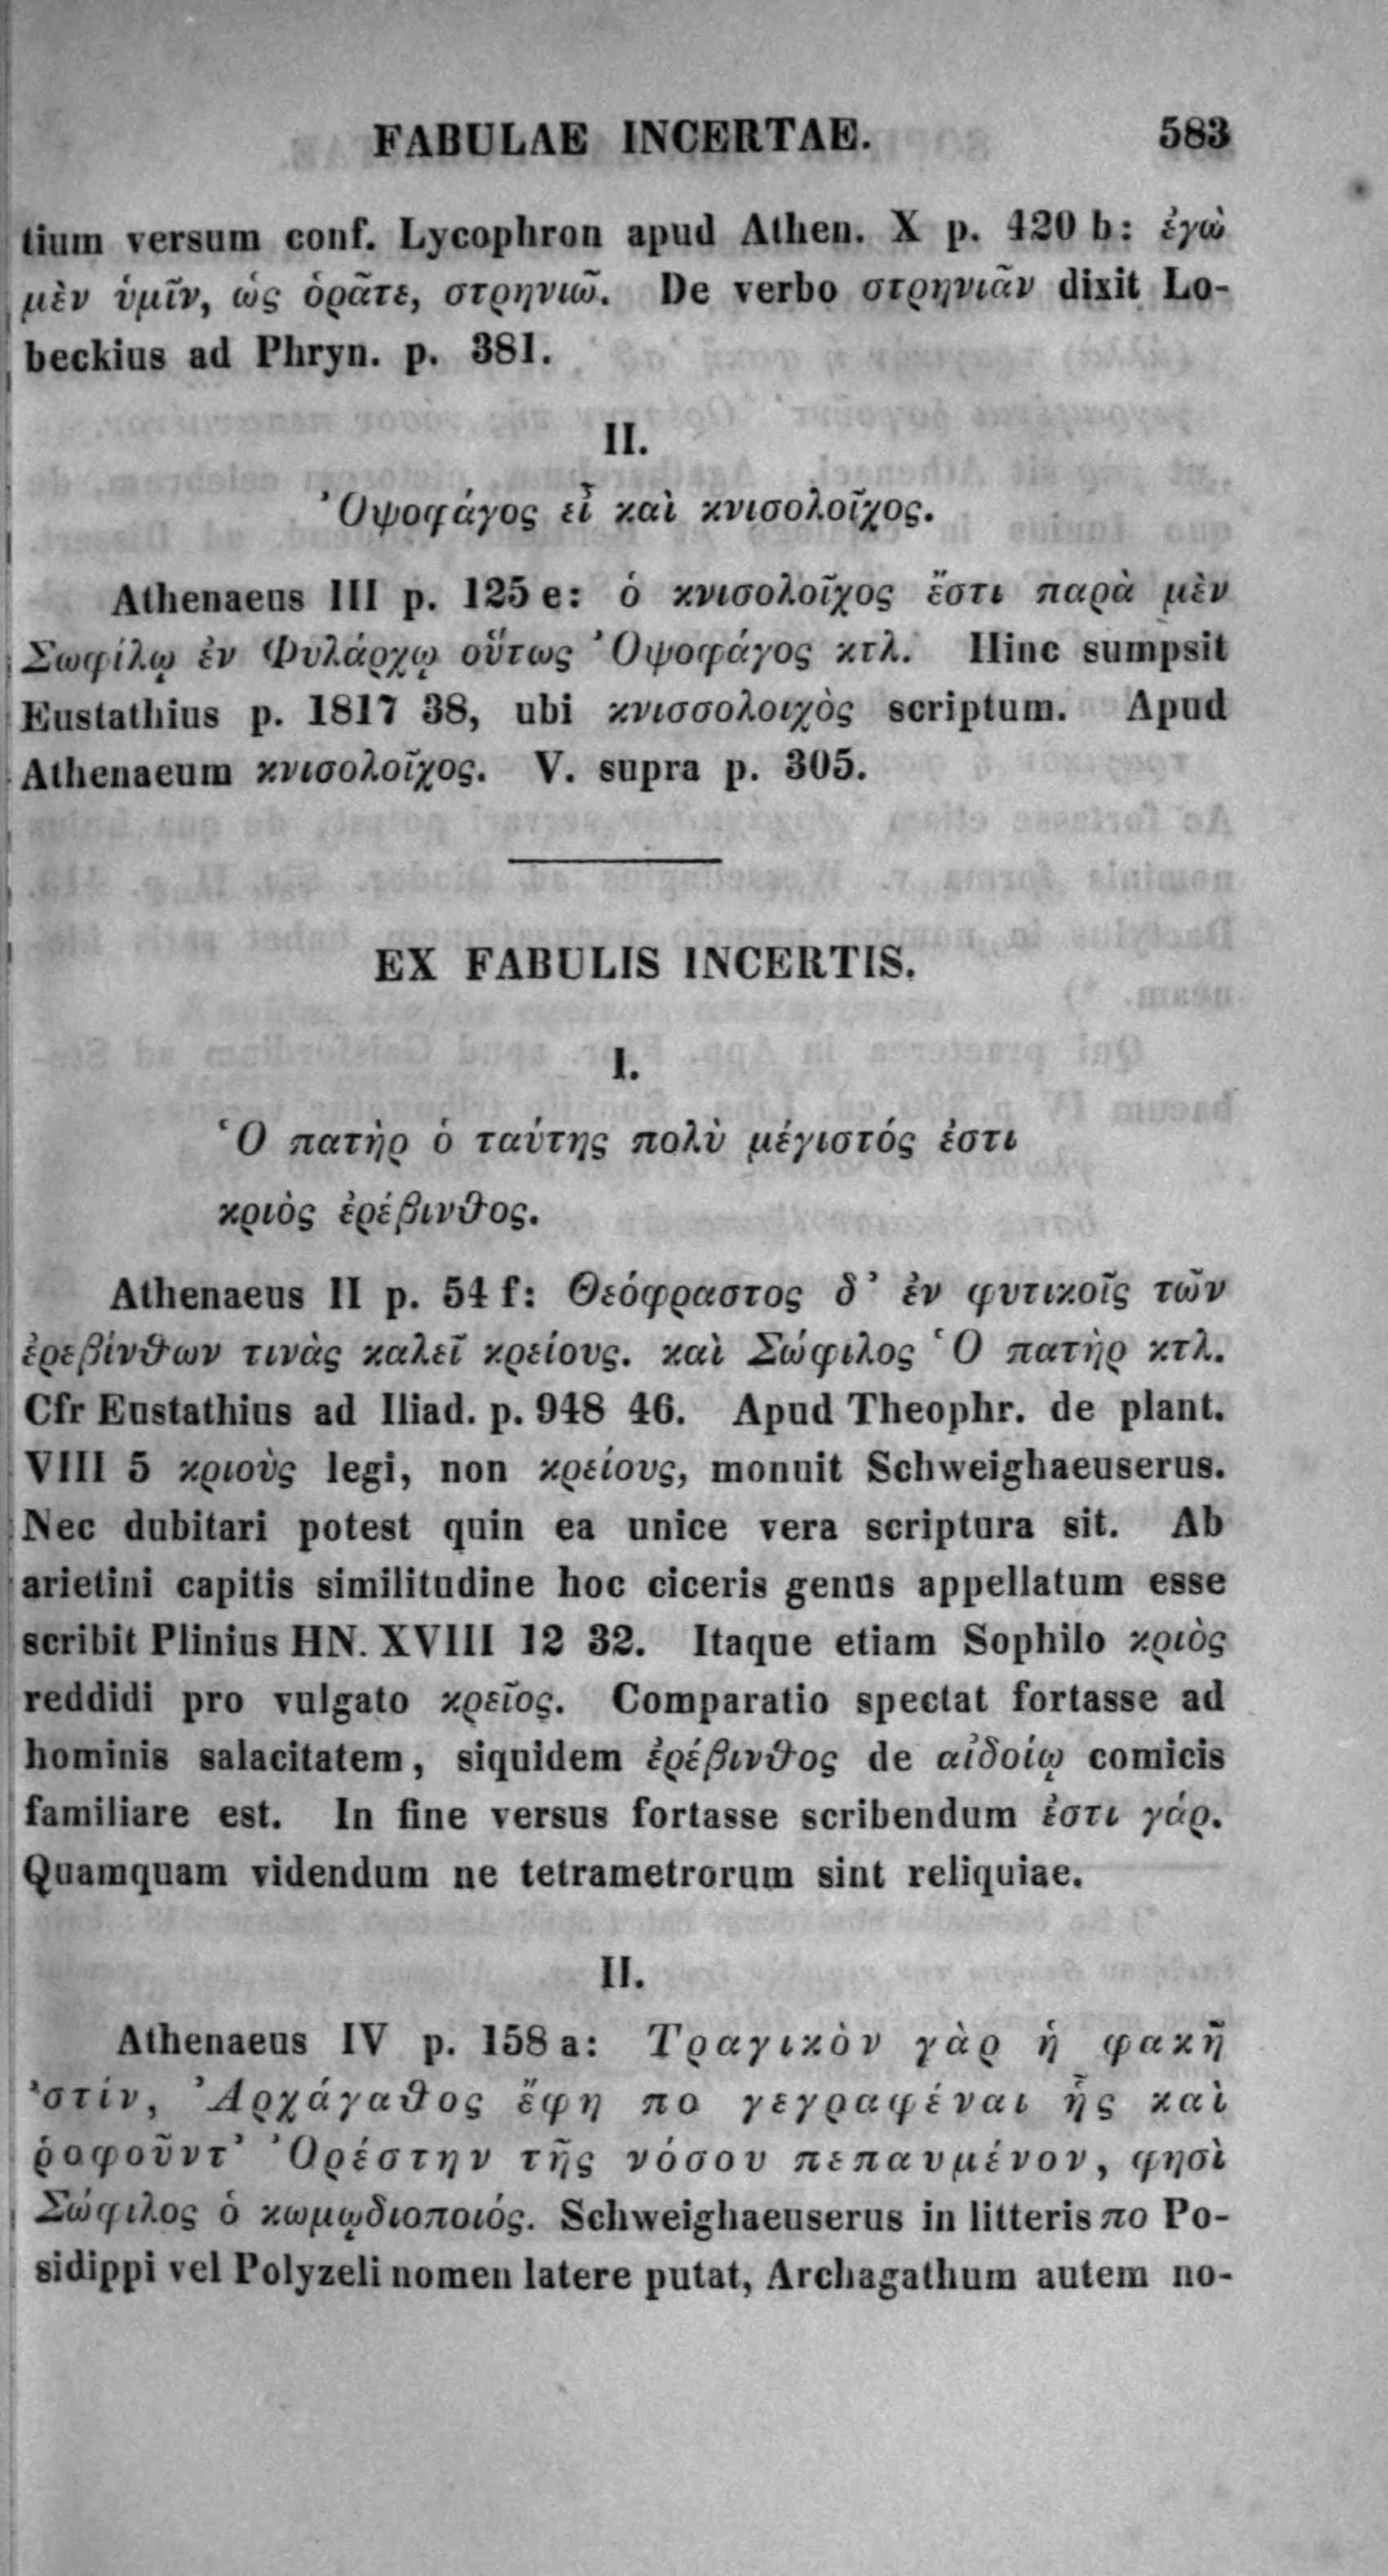 FABULAE INCERTAE. 583
tium versum conf. Lycophron apud Athen. X p. 420 b: ἐγὼ
μὲν ὑμῖν, ὡς ὁρᾶτε, στρηνιῶ. De verbo στρηνιᾶν dixit Lo-
beckius ad Phryn. p. 381.
II.
Ὀψοφάγος εἶ καὶ κνισολοῖχος.
Athenaeus III p. 125 e: ὁ κνισολοῖχος ἔστι παρὰ μὲν
Σωφίλῳ ἐν Φυλάρχῳ οὕτως Ὀψοφάγος κτλ. Hinc sumpsit
Eustathius p. 1817 38, ubi κνισσολοιχὸς scriptum. Apud
Athenaeum κνισολοῖχος. V. supra p. 305.
EX FABULIS INCERTIS.
I.
Ὁ πατὴρ ὁ ταύτης πολὺ μέγιστός ἐστι
κριὸς ἐρέβινθος.
Athenaeus II p. 54 f: Θεόφραστος δ’ ἐν φυτικοῖς τῶν
ἐρεβίνθων τινὰς καλεῖ κρείους. καὶ Σώφιλος Ὁ πατὴρ κτλ.
Cfr Eustathius ad Iliad. p. 948 46. Apud Theophr. de plant.
VIII 5 κριοὺς legi, non κρείους, monuit Schweighaeuserus.
Nec dubitari potest quin ea unice vera scriptura sit. Ab
arietini capitis similitudine hoc ciceris genus appellatum esse
scribit Plinius HN. XVIII 12 32. Itaque etiam Sophilo κριὸς
reddidi pro vulgato κρεῖος. Comparatio spectat fortasse ad
hominis salacitatem, siquidem ἐρέβινθος de αἰδοίῳ comicis
familiare est. In fine versus fortasse scribendum ἐστι γάρ.
Quamquam videndum ne tetrametrorum sint reliquiae.
II.
Athenaeus IV p. 158 a: Τραγικὸν γὰρ ἡ φακῆ
’στίν, Ἀρχάγαθος ἔφη πο γεγραφέναι ἧς καὶ
ῥοφοῦντ’ Ὀρέστην τῆς νόσου πεπαυμένον, φησὶ
Σώφιλος ὁ κωμῳδιοποιός. Schweighaeuserus in litteris πο Po-
sidippi vel Polyzeli nomen latere putat, Archagathum autem no-